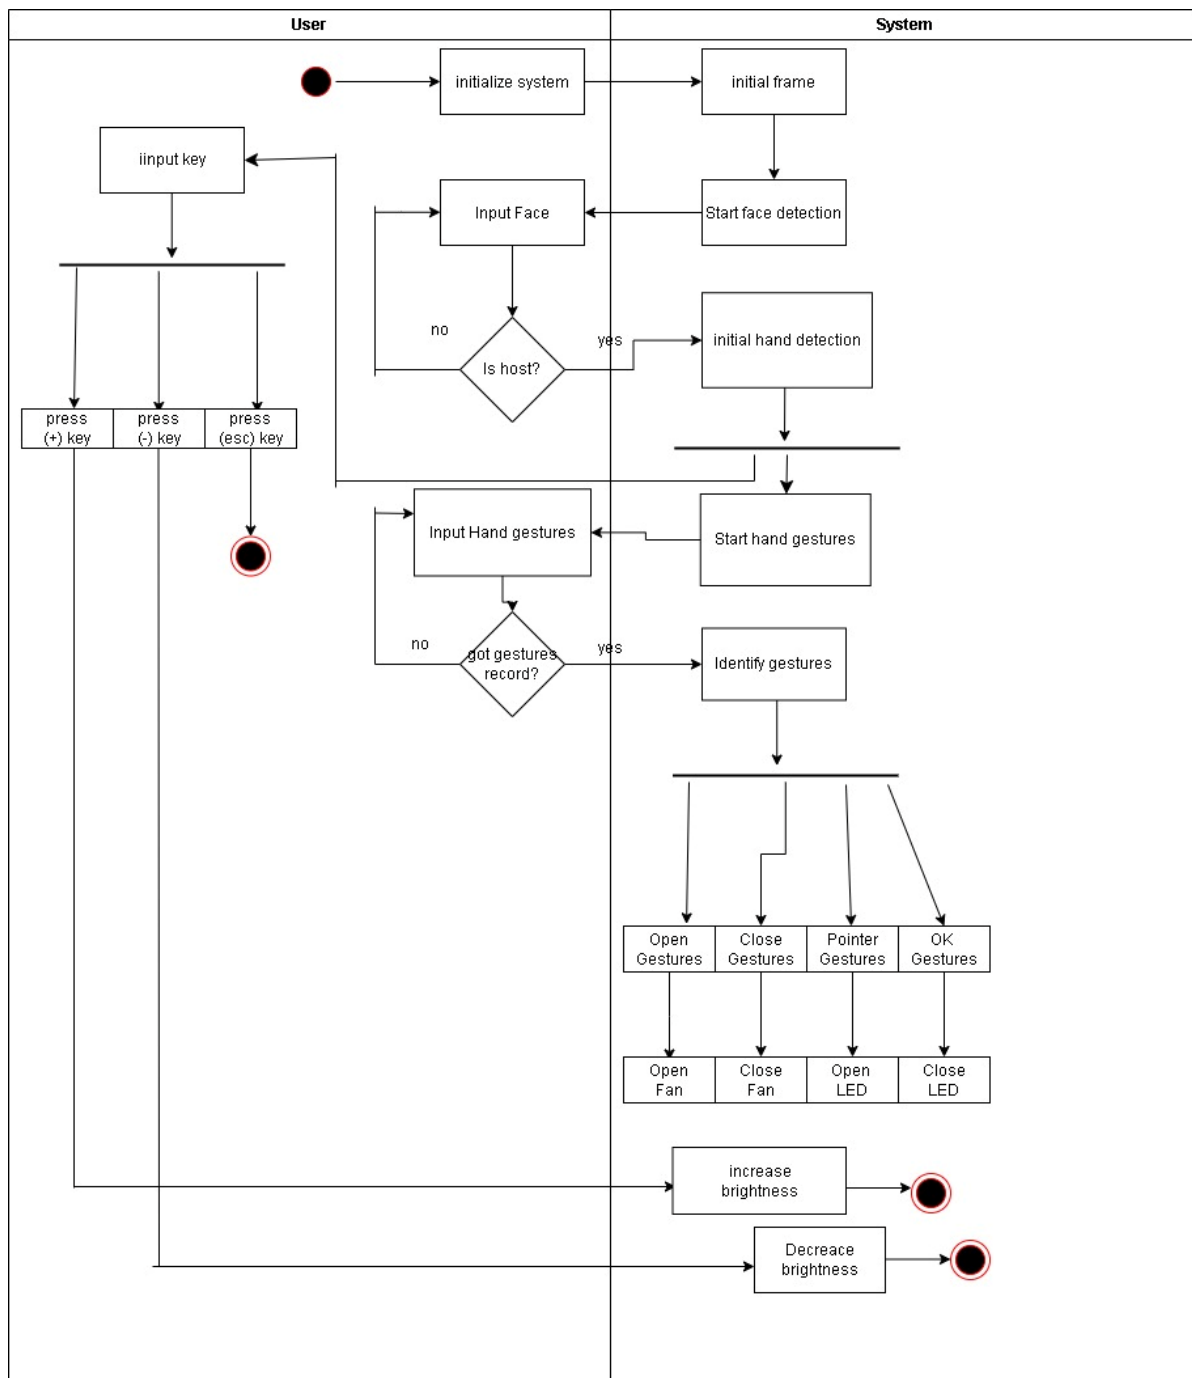 User
System
initialize system
initial frame
iinput key
Input Face
Start face detection
no
yes
Is host?
initial hand detection
press
(+) key
press
(-) key
press
(esc) key
Input Hand gestures
Start hand gestures
no
yes
got gestures
record?
Identify gestures
Open
Gestures
Close
Gestures
Pointer
Gestures
OK
Gestures
Open
Fan
Close
Fan
Open
LED
Close
LED
increase
brightness
Decreace
brightness